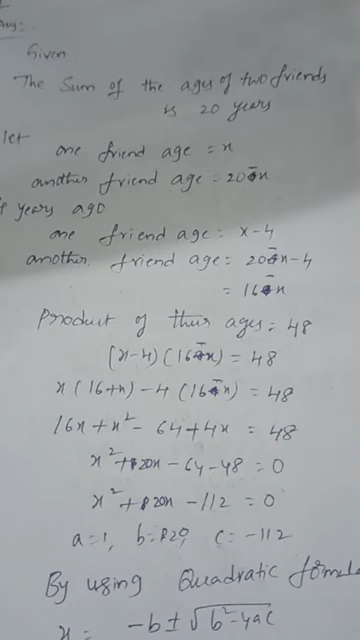 Ans:
Given
The Sum of the ages of two friends
is 20 years
let
one friend age = x
another friend age = 20-x
years ago
one friend age = x-4
another friend age = 20-x-4
= 16-x
Product of their ages = 48
(x-4) (16-x) = 48
x(16+x) -4 (16-x) = 48
16x + x² - 64 + 4x = 48
x² + 20x - 64 - 48 = 0
x² + 20x - 112 = 0
a=1, b=20, c= -112
By using Quadratic formula
x = -b ± √b²-4ac